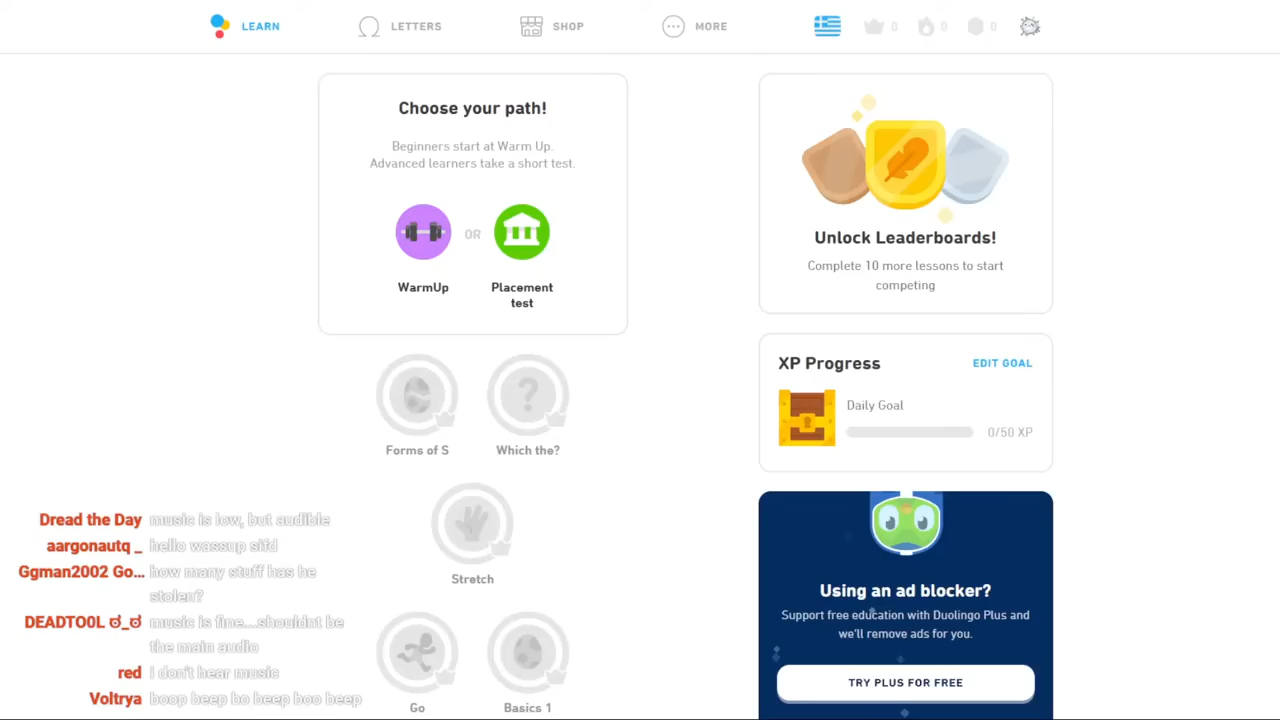 LEARN
LETTERS
SHOP
MORE
0
0
0
Choose your path!
Beginners start at Warm Up.
Advanced learners take a short test.
OR
WarmUp
Placement
test
Forms of S
Which the?
?
Stretch
Go
Basics 1
Unlock Leaderboards!
Complete 10 more lessons to start
competing
XP Progress
EDIT GOAL
Daily Goal
0/50 XP
Using an ad blocker?
Support free education with Duolingo Plus and
we'll remove ads for you.
TRY PLUS FOR FREE
Dread the Day music is low, but audible
aargonautq _ hello wassup sifd
Ggman2002 Go... how many stuff has he
stolen?
DEADTO0L ಠ_ಠ music is fine....shouldnt be
the main audio
red i don't hear music
Voltrya boop beep bo beep boo beep